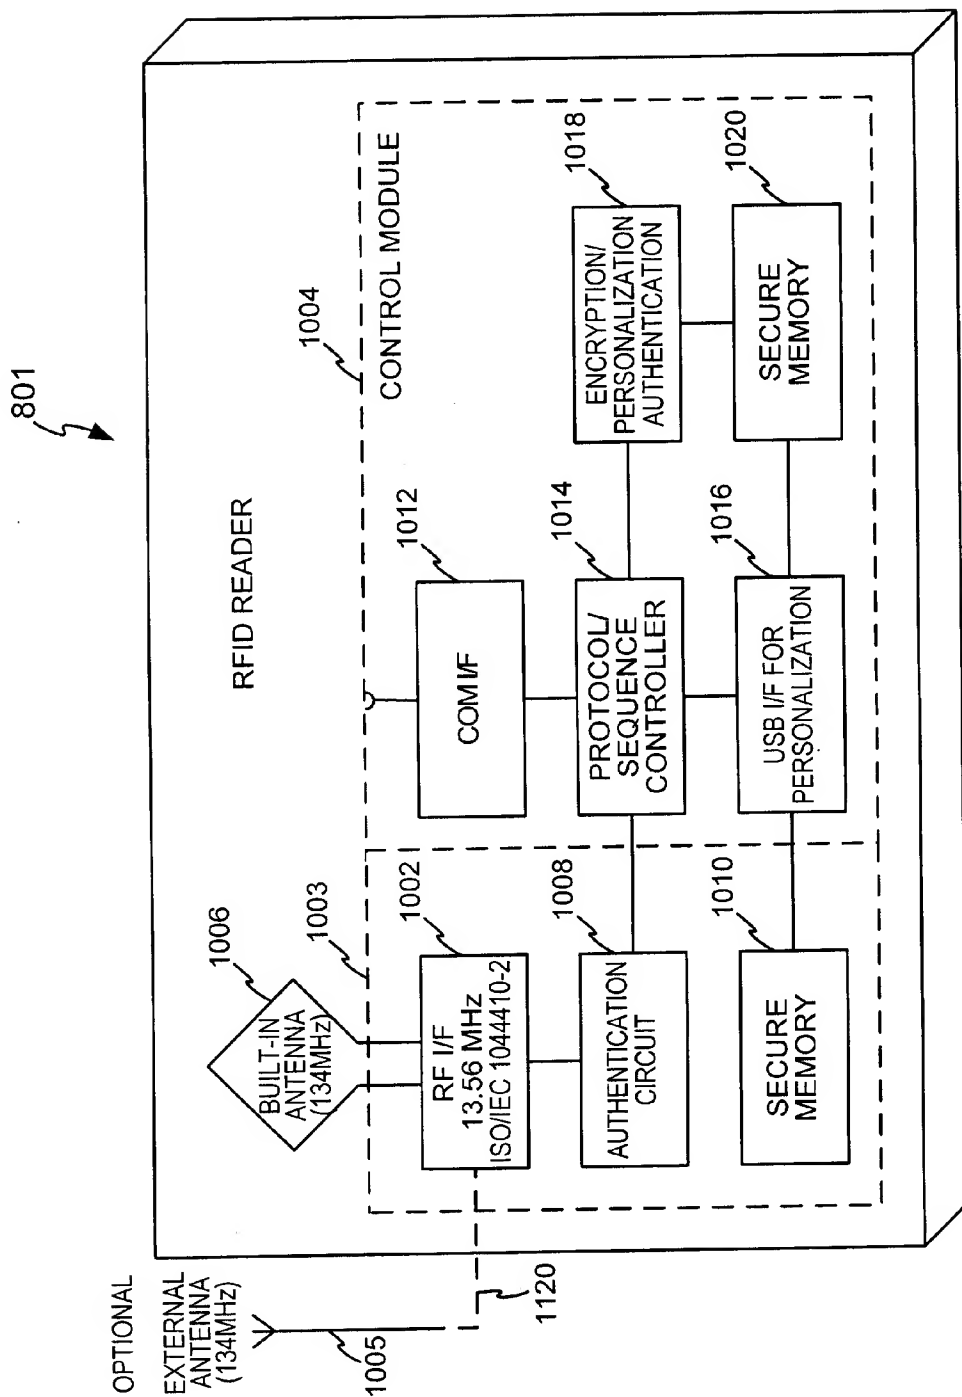 801
RFID READER
1004
CONTROL MODULE
1006
BUILT-IN
ANTENNA
(134MHz)
1003
1002
RF I/F
13.56 MHz
ISO/IEC 1044410-2
1012
COM I/F
OPTIONAL
EXTERNAL
ANTENNA
(134MHz)
1005
1120
1008
AUTHENTICATION
CIRCUIT
1014
PROTOCOL/
SEQUENCE
CONTROLLER
1018
ENCRYPTION/
PERSONALIZATION
AUTHENTICATION
1010
SECURE
MEMORY
1016
USB I/F FOR
PERSONALIZATION
1020
SECURE
MEMORY